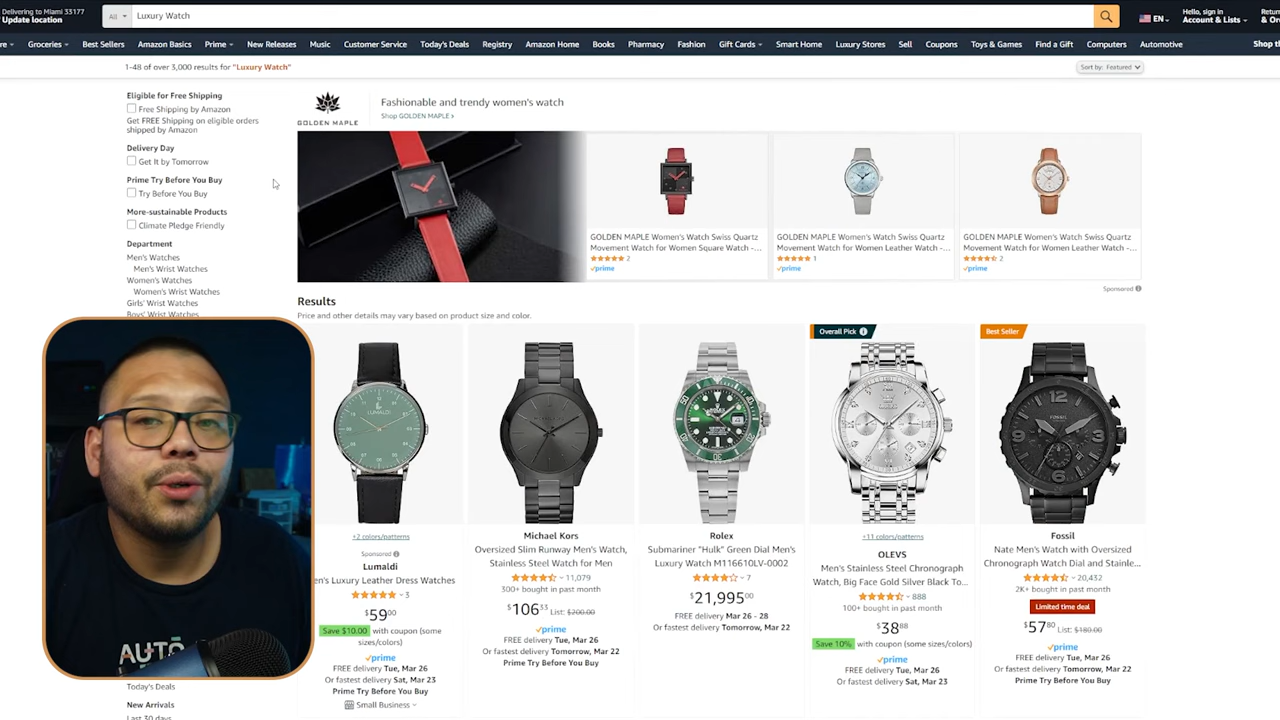 Delivering to Miami 33177
Update location
All
Luxury Watch
EN
Hello, sign in
Account & Lists
& Or
Groceries
Best Sellers
Amazon Basics
Prime
New Releases
Music
Customer Service
Today's Deals
Registry
Amazon Home
Books
Pharmacy
Fashion
Gift Cards
Smart Home
Luxury Stores
Sell
Coupons
Toys & Games
Find a Gift
Computers
Automotive
1-48 of over 3,000 results for "Luxury Watch"
Sort by: Featured
Eligible for Free Shipping
Free Shipping by Amazon
Get FREE Shipping on eligible orders
shipped by Amazon
Delivery Day
Get It by Tomorrow
Prime Try Before You Buy
Try Before You Buy
More-sustainable Products
Climate Pledge Friendly
Department
Men's Watches
Men's Wrist Watches
Women's Watches
Women's Wrist Watches
Girls' Wrist Watches
Boys' Wrist Watches
GOLDEN MAPLE
Fashionable and trendy women's watch
Shop GOLDEN MAPLE ›
GOLDEN MAPLE Women's Watch Swiss Quartz
Movement Watch for Women Square Watch -...
2
prime
GOLDEN MAPLE Women's Watch Swiss Quartz
Movement Watch for Women Leather Watch -...
1
prime
GOLDEN MAPLE Women's Watch Swiss Quartz
Movement Watch for Women Leather Watch -...
2
prime
Sponsored
Results
Price and other details may vary based on product size and color.
LUMALDI
+2 colors/patterns
Sponsored
Lumaldi
en's Luxury Leather Dress Watches
3
$5900
Save $10.00 with coupon (some
sizes/colors)
prime
FREE delivery Tue, Mar 26
Or fastest delivery Sat, Mar 23
Prime Try Before You Buy
Small Business
Michael Kors
Oversized Slim Runway Men's Watch,
Stainless Steel Watch for Men
11,079
300+ bought in past month
$10633 List: $200.00
prime
FREE delivery Tue, Mar 26
Or fastest delivery Tomorrow, Mar 22
Prime Try Before You Buy
ROLEX
Rolex
Submariner "Hulk" Green Dial Men's
Luxury Watch M116610LV-0002
7
$21,99500
FREE delivery Mar 26 - 28
Or fastest delivery Tomorrow, Mar 22
Overall Pick
+11 colors/patterns
OLEVS
Men's Stainless Steel Chronograph
Watch, Big Face Gold Silver Black To...
888
100+ bought in past month
$3888
Save 10% with coupon (some sizes/colors)
prime
FREE delivery Tue, Mar 26
Or fastest delivery Sat, Mar 23
Best Seller
12
3
6
9
FOSSIL
Fossil
Nate Men's Watch with Oversized
Chronograph Watch Dial and Stainle...
20,432
2K+ bought in past month
Limited time deal
$5780 List: $180.00
prime
FREE delivery Tue, Mar 26
Or fastest delivery Tomorrow, Mar 22
Prime Try Before You Buy
AUTO
Today's Deals
New Arrivals
Last 30 days